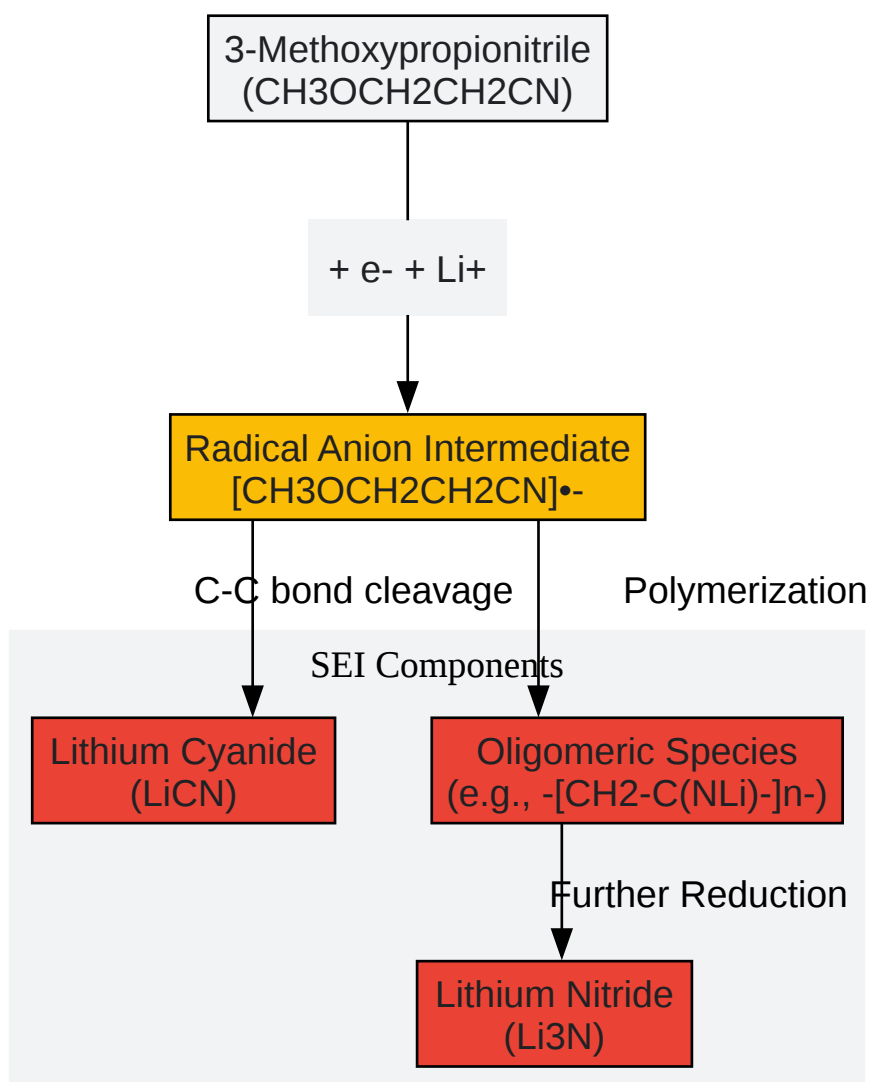 3-Methoxypropionitrile
(CH3OCH2CH2CN)
+ e- + Li+
Radical Anion Intermediate
[CH3OCH2CH2CN]•-
C-C bond cleavage
Polymerization
SEI Components
Lithium Cyanide
(LiCN)
Oligomeric Species
(e.g., -[CH2-C(NLi)-]n-)
Further Reduction
Lithium Nitride
(Li3N)